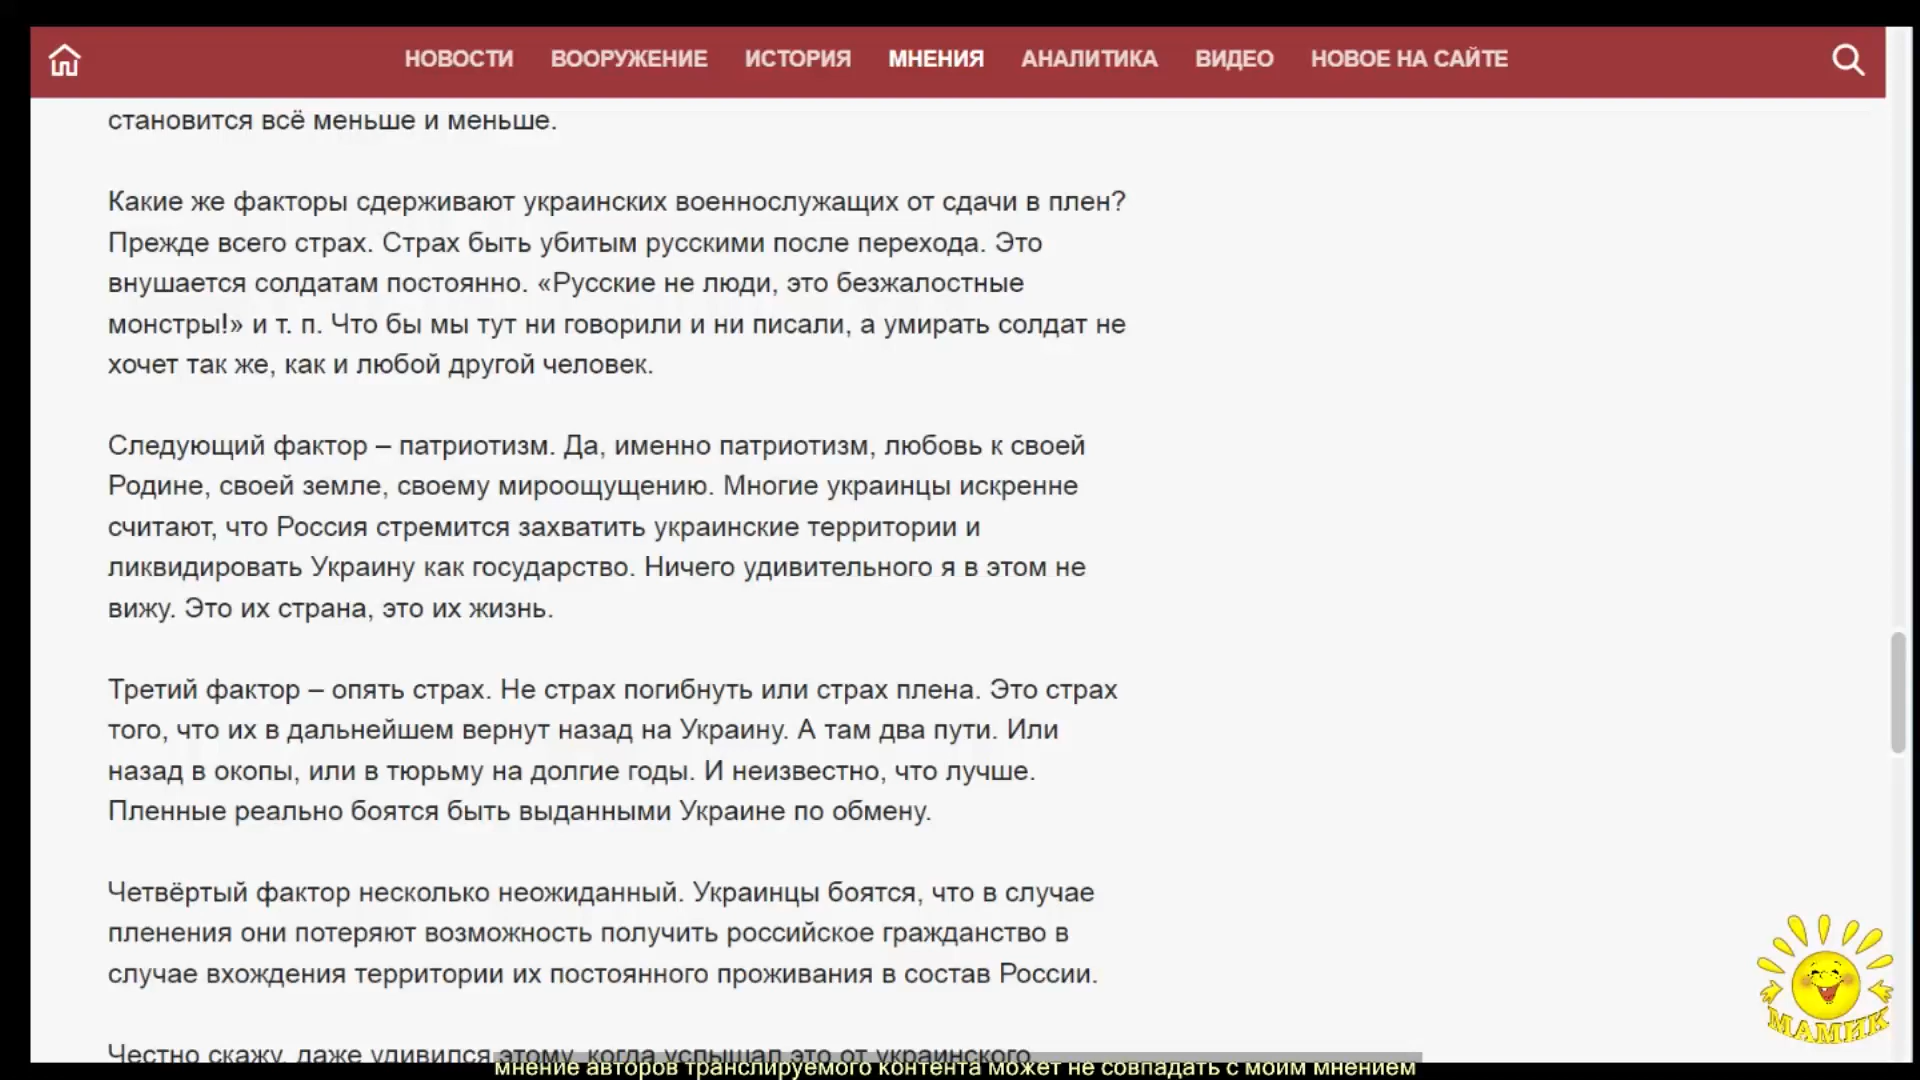 НОВОСТИ ВООРУЖЕНИЕ ИСТОРИЯ МНЕНИЯ АНАЛИТИКА ВИДЕО НОВОЕ НА САЙТЕ
становится всё меньше и меньше.
Какие же факторы сдерживают украинских военнослужащих от сдачи в плен?
Прежде всего страх. Страх быть убитым русскими после перехода. Это
внушается солдатам постоянно. «Русские не люди, это безжалостные
монстры!» и т. п. Что бы мы тут ни говорили и ни писали, а умирать солдат не
хочет так же, как и любой другой человек.
Следующий фактор – патриотизм. Да, именно патриотизм, любовь к своей
Родине, своей земле, своему мироощущению. Многие украинцы искренне
считают, что Россия стремится захватить украинские территории и
ликвидировать Украину как государство. Ничего удивительного я в этом не
вижу. Это их страна, это их жизнь.
Третий фактор – опять страх. Не страх погибнуть или страх плена. Это страх
того, что их в дальнейшем вернут назад на Украину. А там два пути. Или
назад в окопы, или в тюрьму на долгие годы. И неизвестно, что лучше.
Пленные реально боятся быть выданными Украине по обмену.
Четвёртый фактор несколько неожиданный. Украинцы боятся, что в случае
пленения они потеряют возможность получить российское гражданство в
случае вхождения территории их постоянного проживания в состав России.
Честно скажу, даже удивился этому, когда услышал это от украинского
мнение авторов транслируемого контента может не совпадать с моим мнением
МАМИК